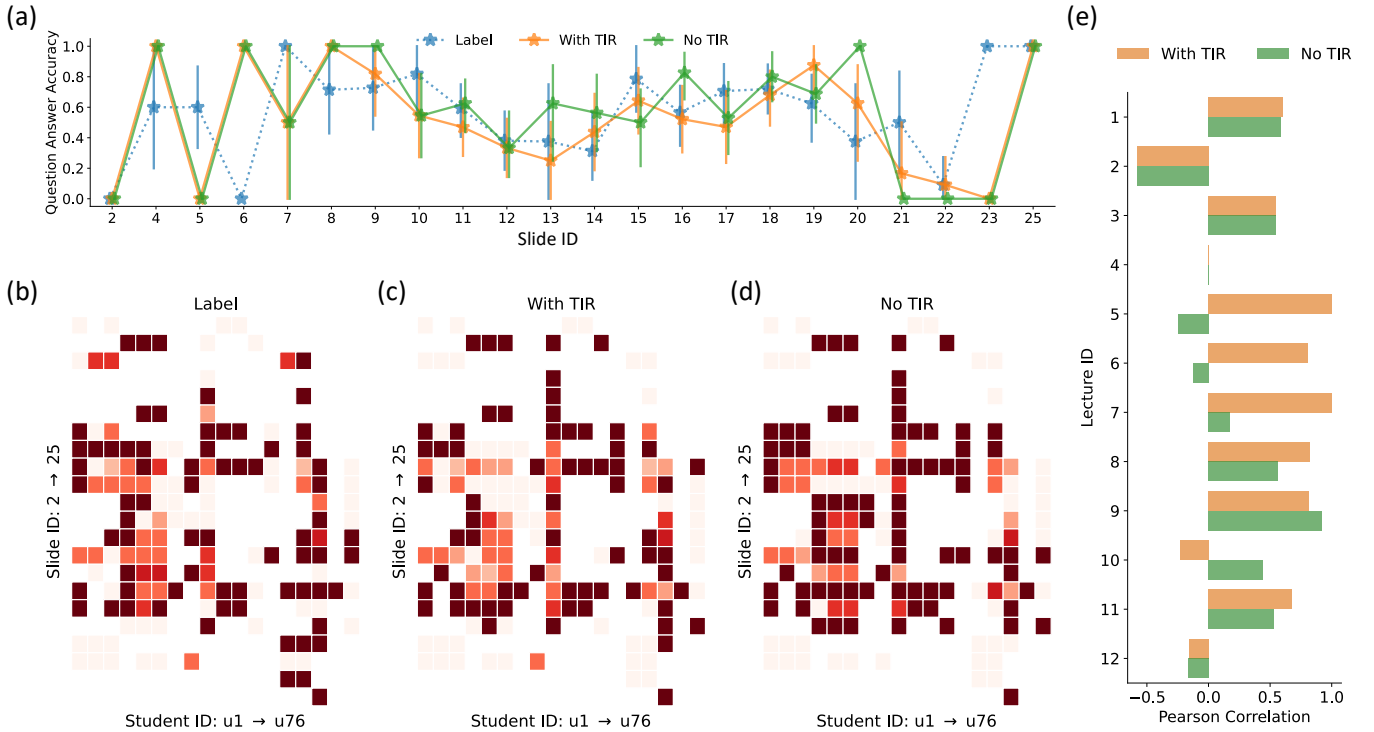 (a)
Question Answer Accuracy
1.0
0.8
0.6
0.4
0.2
0.0
Label
With TIR
No TIR
2 4 5 6 7 8 9 10 11 12 13 14 15 16 17 18 19 20 21 22 23 25
Slide ID
(b)
Label
Slide ID: 2 → 25
Student ID: u1 → u76
(c)
With TIR
Slide ID: 2 → 25
Student ID: u1 → u76
(d)
No TIR
Slide ID: 2 → 25
Student ID: u1 → u76
(e)
With TIR
No TIR
Lecture ID
1
2
3
4
5
6
7
8
9
10
11
12
−0.5 0.0 0.5 1.0
Pearson Correlation